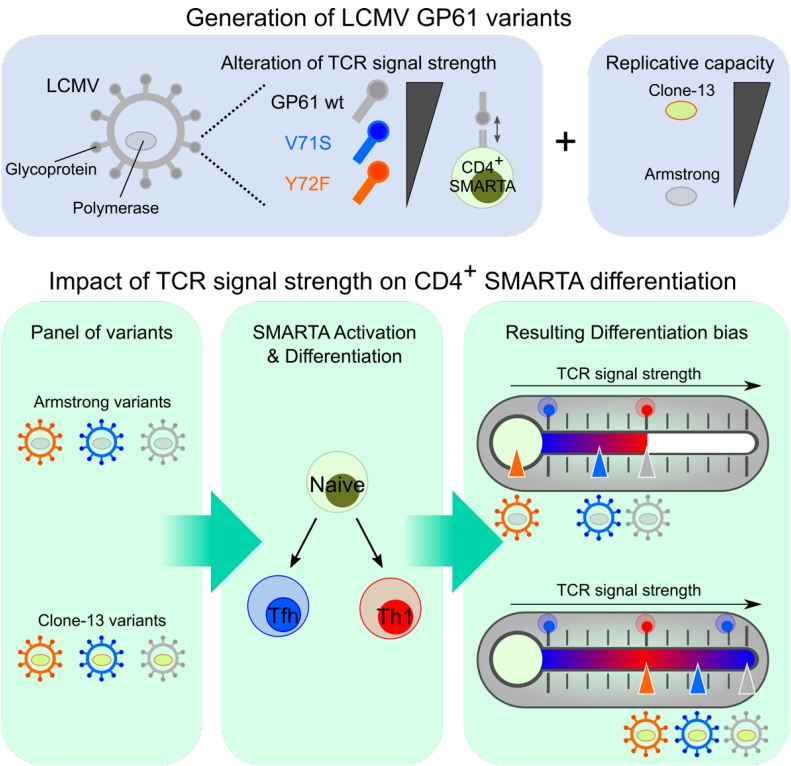 Generation of LCMV GP61 variants
LCMV
Glycoprotein
Polymerase
Alteration of TCR signal strength
GP61 wt
V71S
Y72F
CD4+
SMARTA
+
Replicative capacity
Clone-13
Armstrong
Impact of TCR signal strength on CD4+ SMARTA differentiation
Panel of variants
Armstrong variants
Clone-13 variants
SMARTA Activation
& Differentiation
Naive
Tfh
Th1
Resulting Differentiation bias
TCR signal strength
TCR signal strength